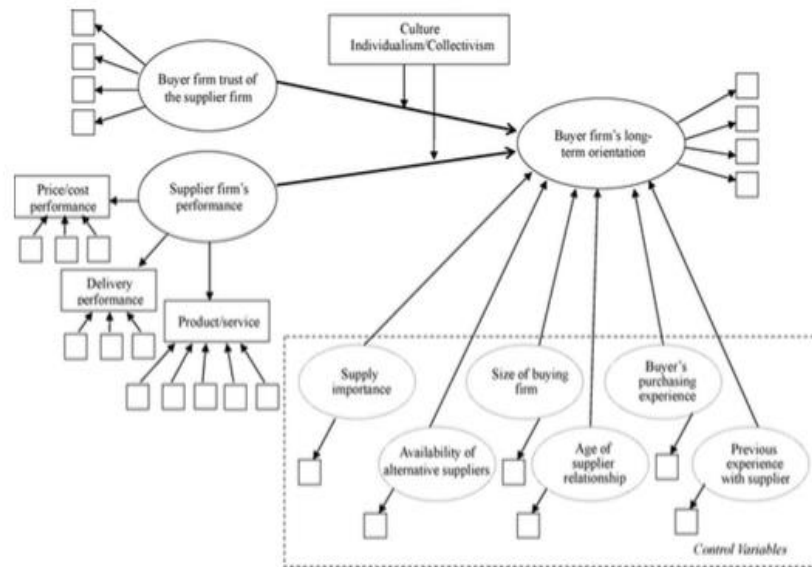 Culture
Individualism/Collectivism
Buyer firm trust of
the supplier firm
Buyer firm's long-
term orientation
Price/cost
performance
Supplier firm's
performance
Delivery
performance
Product/service
Supply
importance
Size of buying
firm
Buyer's
purchasing
experience
Availability of
alternative suppliers
Age of
supplier
relationship
Previous
experience
with supplier
Control Variables